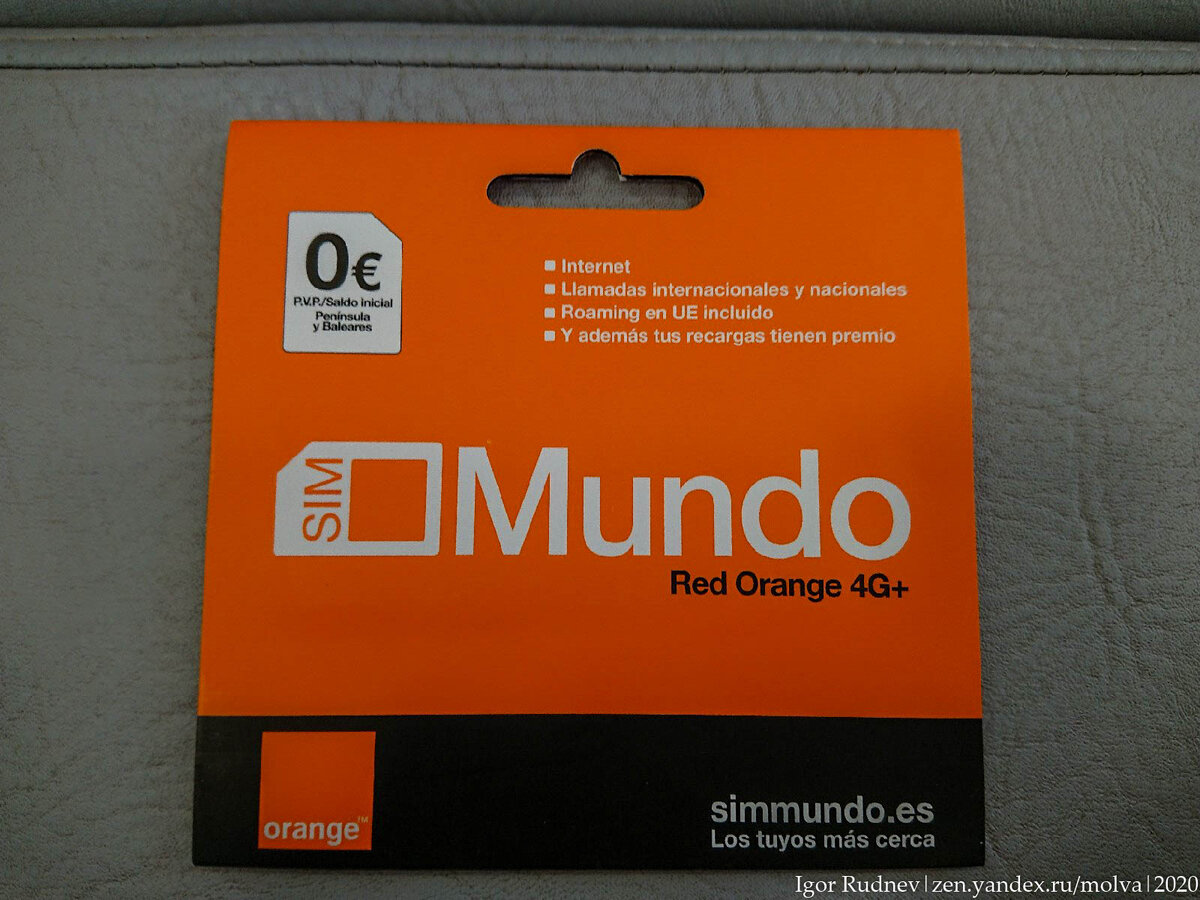 0€
P.V.P./Saldo inicial
Península
y Baleares
Internet
Llamadas internacionales y nacionales
Roaming en UE incluido
Y además tus recargas tienen premio
SIM
Mundo
Red Orange 4G+
orange™
simmundo.es
Los tuyos más cerca
Igor Rudnev|zen.yandex.ru/molva|2020